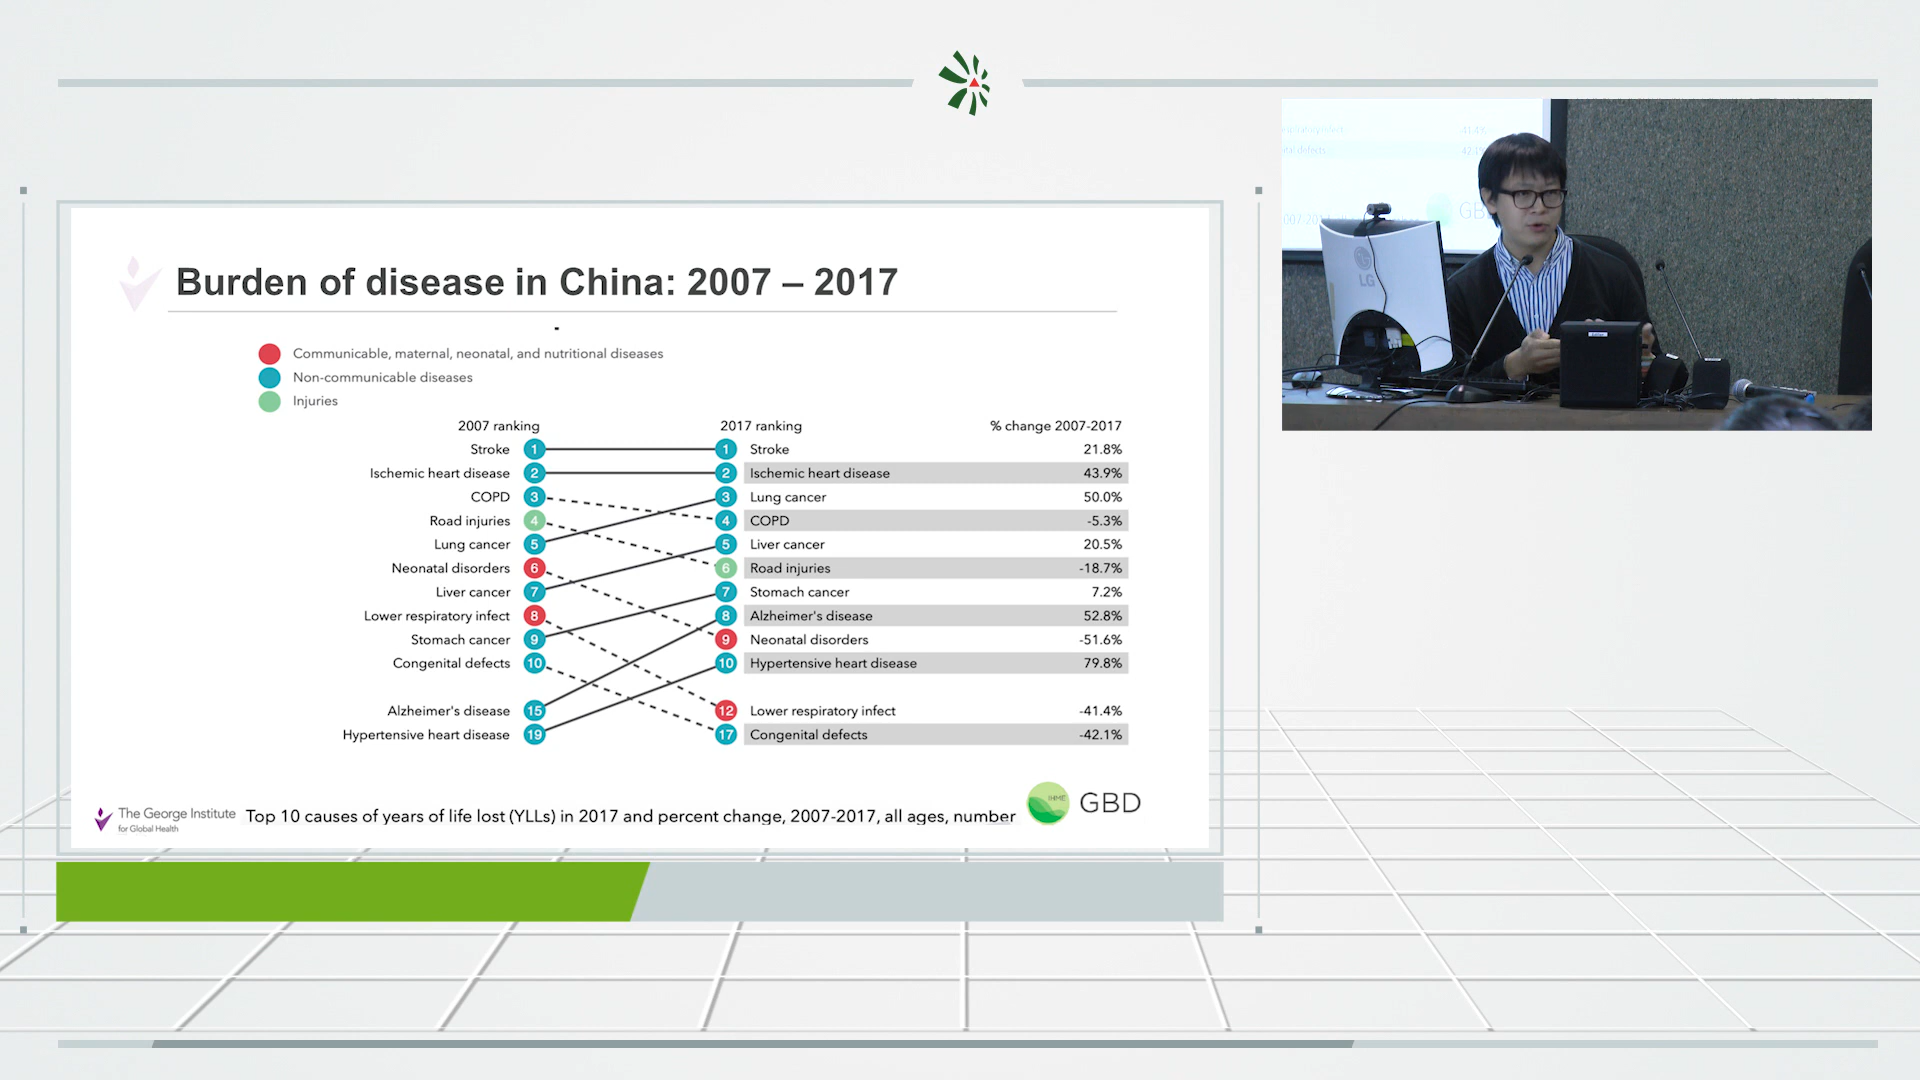 Burden of disease in China: 2007 – 2017
Communicable, maternal, neonatal, and nutritional diseases
Non-communicable diseases
Injuries
2007 ranking 2017 ranking % change 2007-2017
Stroke 1 1 Stroke 21.8%
Ischemic heart disease 2 2 Ischemic heart disease 43.9%
COPD 3 3 Lung cancer 50.0%
Road injuries 4 4 COPD -5.3%
Lung cancer 5 5 Liver cancer 20.5%
Neonatal disorders 6 6 Road injuries -18.7%
Liver cancer 7 7 Stomach cancer 7.2%
Lower respiratory infect 8 8 Alzheimer's disease 52.8%
Stomach cancer 9 9 Neonatal disorders -51.6%
Congenital defects 10 10 Hypertensive heart disease 79.8%
Alzheimer's disease 15 12 Lower respiratory infect -41.4%
Hypertensive heart disease 19 17 Congenital defects -42.1%
The George Institute
for Global Health
Top 10 causes of years of life lost (YLLs) in 2017 and percent change, 2007-2017, all ages, number
IHME
GBD
LG